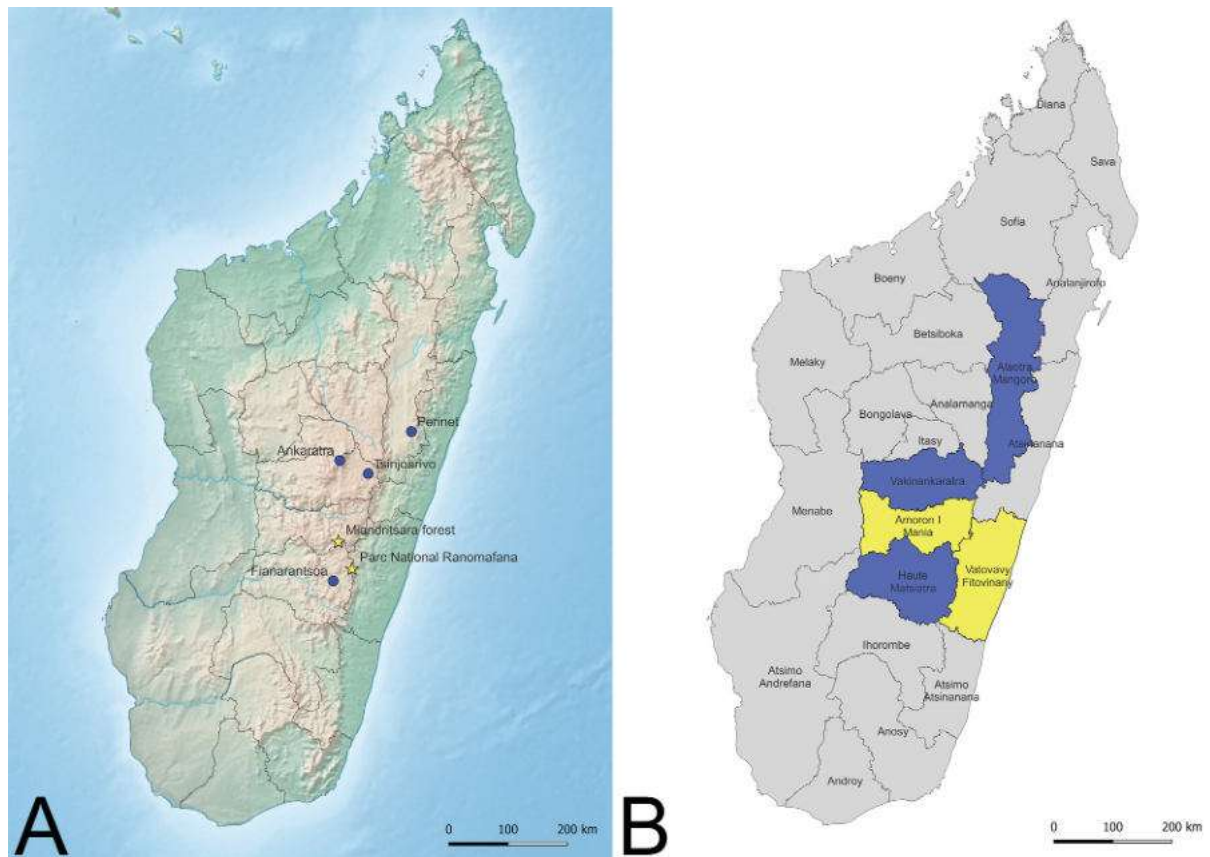 Perinet
Ankaratra
Tsinjoarivo
Miandritsara forest
Parc National Ranomafana
Fianarantsoa
A
0 100 200 km
Diana
Sava
Sofia
Boeny
Analanjirofo
Betsiboka
Melaky
Alaotra
Mangoro
Analamanga
Bongolava
Itasy
Atsinanana
Vakinankaratra
Menabe
Amoron I
Mania
Haute
Matsiatra
Vatovavy
Fitovinany
Ihorombe
Atsimo
Andrefana
Atsimo
Atsinanana
Anosy
Androy
B
0 100 200 km